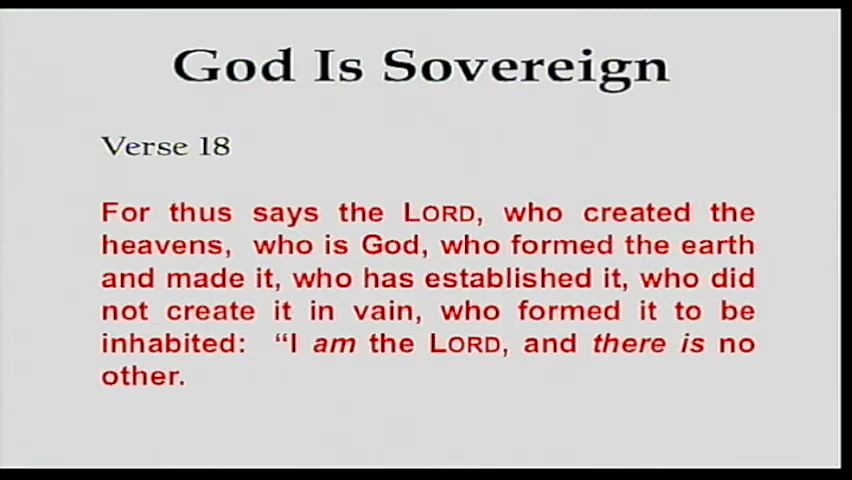 God Is Sovereign
Verse 18
For thus says the LORD, who created the
heavens, who is God, who formed the earth
and made it, who has established it, who did
not create it in vain, who formed it to be
inhabited: “I am the LORD, and there is no
other.